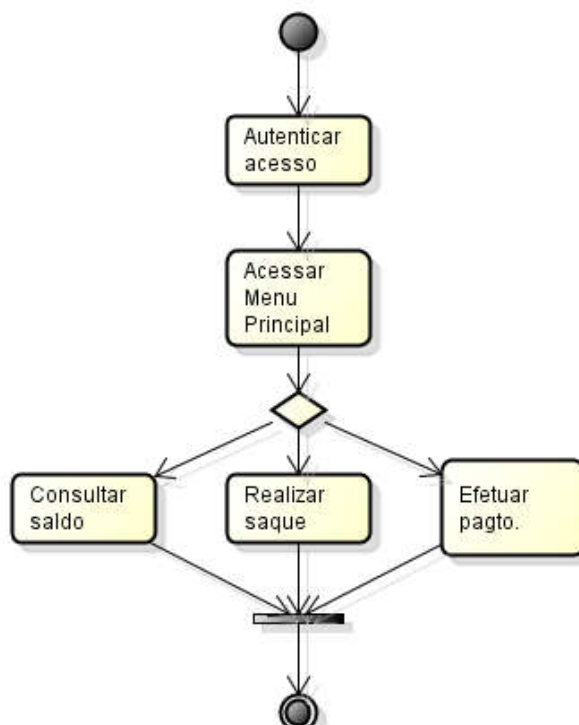 Autenticar
acesso
Acessar
Menu
Principal
Consultar
saldo
Realizar
saque
Efetuar
pagto.